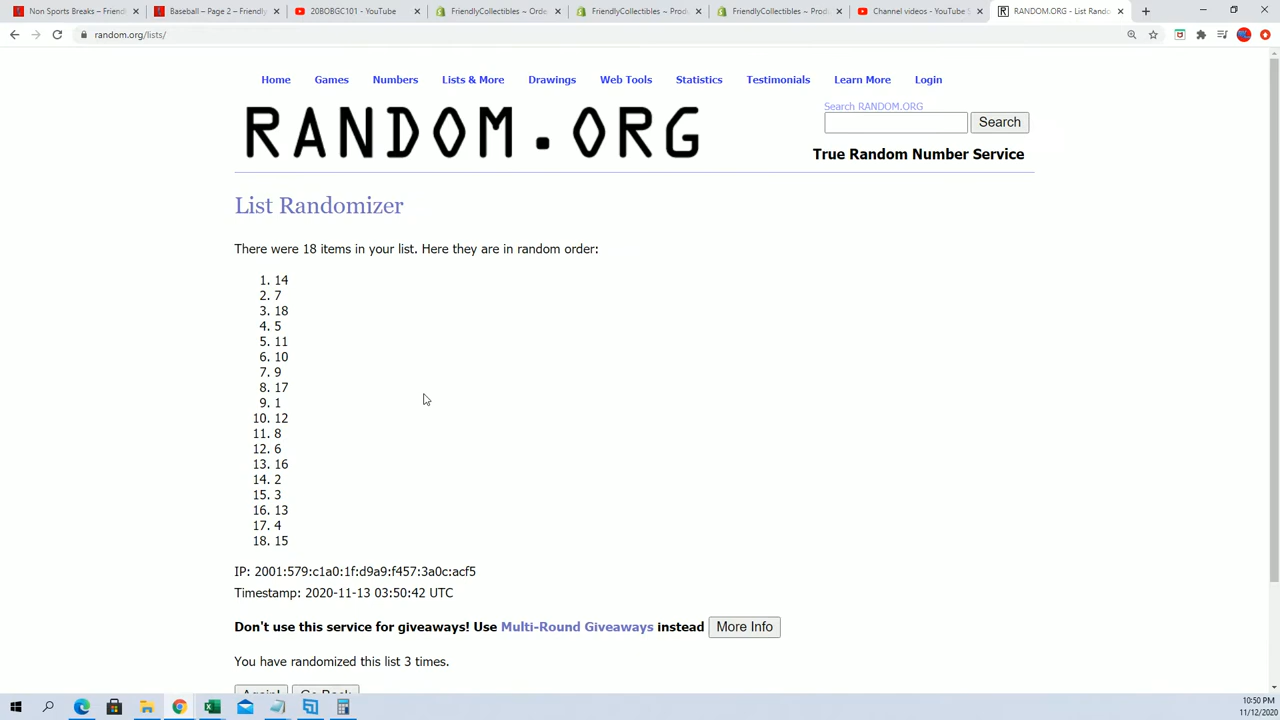 Non Sports Breaks – Friendl
Baseball – Page 2 – Friendly
20BOBGC101 - YouTube
FriendlyCollectibles ~ Orde
FriendlyCollectibles ~ Prod
FriendlyCollectibles ~ Prod
Channel videos - YouTube S
RANDOM.ORG - List Rando
random.org/lists/
Home Games Numbers Lists & More Drawings Web Tools Statistics Testimonials Learn More Login
RANDOM.ORG
Search RANDOM.ORG
Search
True Random Number Service
List Randomizer
There were 18 items in your list. Here they are in random order:
1. 14
2. 7
3. 18
4. 5
5. 11
6. 10
7. 9
8. 17
9. 1
10. 12
11. 8
12. 6
13. 16
14. 2
15. 3
16. 13
17. 4
18. 15
IP: 2001:579:c1a0:1f:d9a9:f457:3a0c:acf5
Timestamp: 2020-11-13 03:50:42 UTC
Don't use this service for giveaways! Use Multi-Round Giveaways instead More Info
You have randomized this list 3 times.
Again! Go Back
10:50 PM
11/12/2020